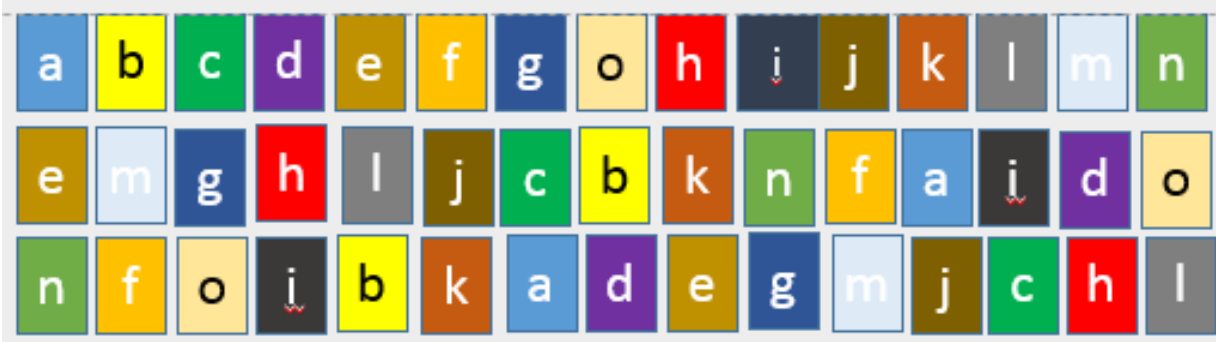 a b c d e f g o h i j k l m n
e m g h l j c b k n f a i d o
n f o i b k a d e g m j c h l